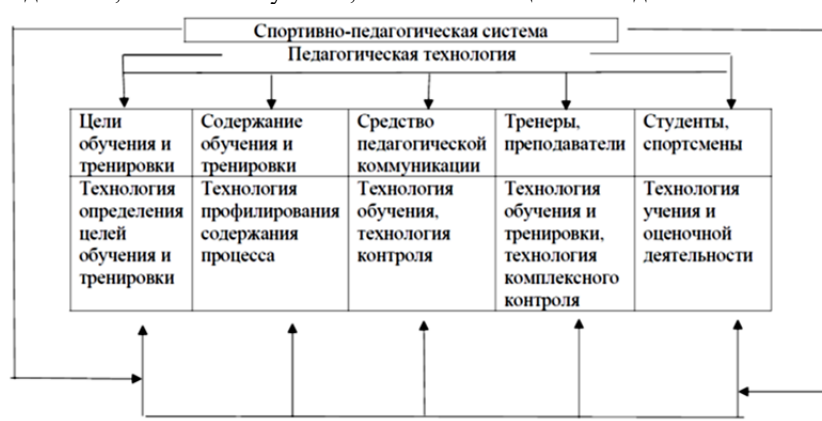 Спортивно-педагогическая система
Педагогическая технология
Цели
обучения и
тренировки
Содержание
обучения и
тренировки
Средство
педагогической
коммуникации
Тренеры,
преподаватели
Студенты,
спортсмены
Технология
определения
целей
обучения и
тренировки
Технология
профилирования
содержания
процесса
Технология
обучения,
технология
контроля
Технология
обучения и
тренировки,
технология
комплексного
контроля
Технология
учения и
оценочной
деятельности